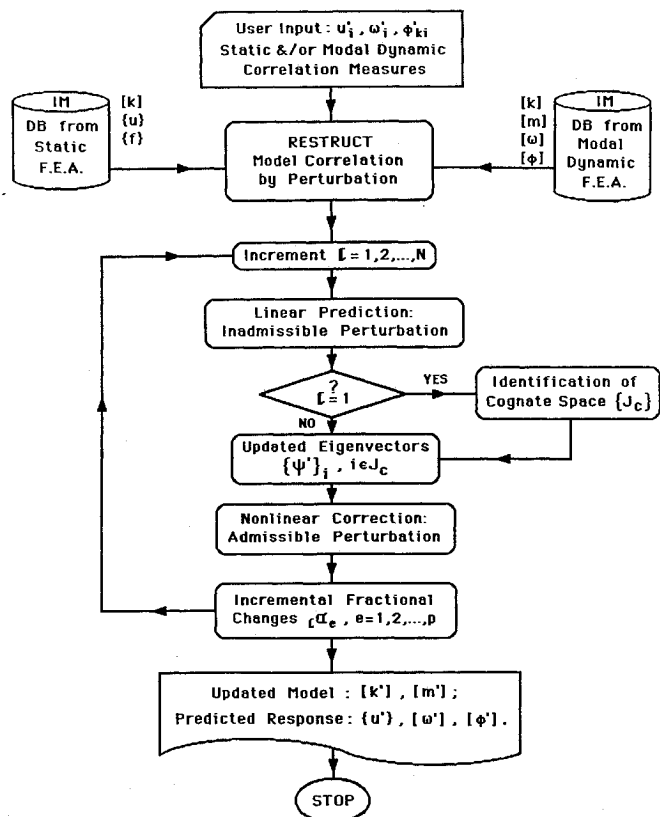 User Input: u'i, ω'i, ϕ'ki
Static &/or Modal Dynamic
Correlation Measures
IM
DB from
Static
F.E.A.
[k]
{u}
{f}
RESTRUCT
Model Correlation
by Perturbation
[k]
[m]
[ω]
[ϕ]
IM
DB from
Modal
Dynamic
F.E.A.
Increment ℓ = 1,2,...,N
Linear Prediction:
Inadmissible Perturbation
?
ℓ = 1
YES
NO
Identification of
Cognate Space {Jc}
Updated Eigenvectors
{ψ'}i , iεJc
Nonlinear Correction:
Admissible Perturbation
Incremental Fractional
Changes ℓαe , e=1,2,...,p
Updated Model : [k'] , [m'] ;
Predicted Response: {u'} , [ω'] , [ϕ'] .
STOP